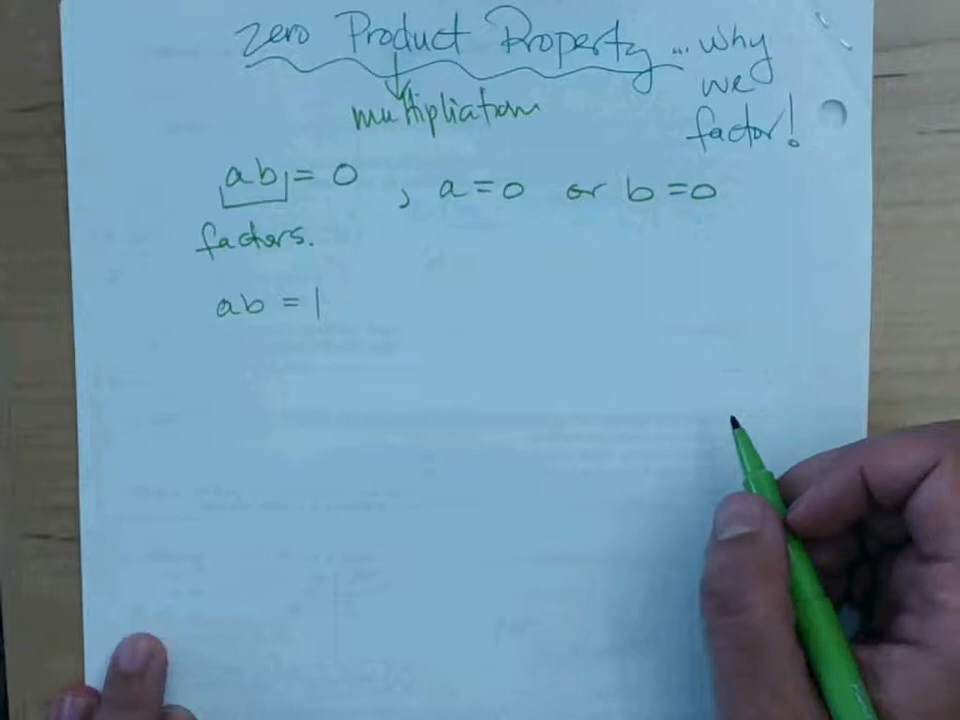 Zero Product Property ... why
we
factor!
multipliation
ab = 0 , a = 0 or b = 0
factors.
ab = 1